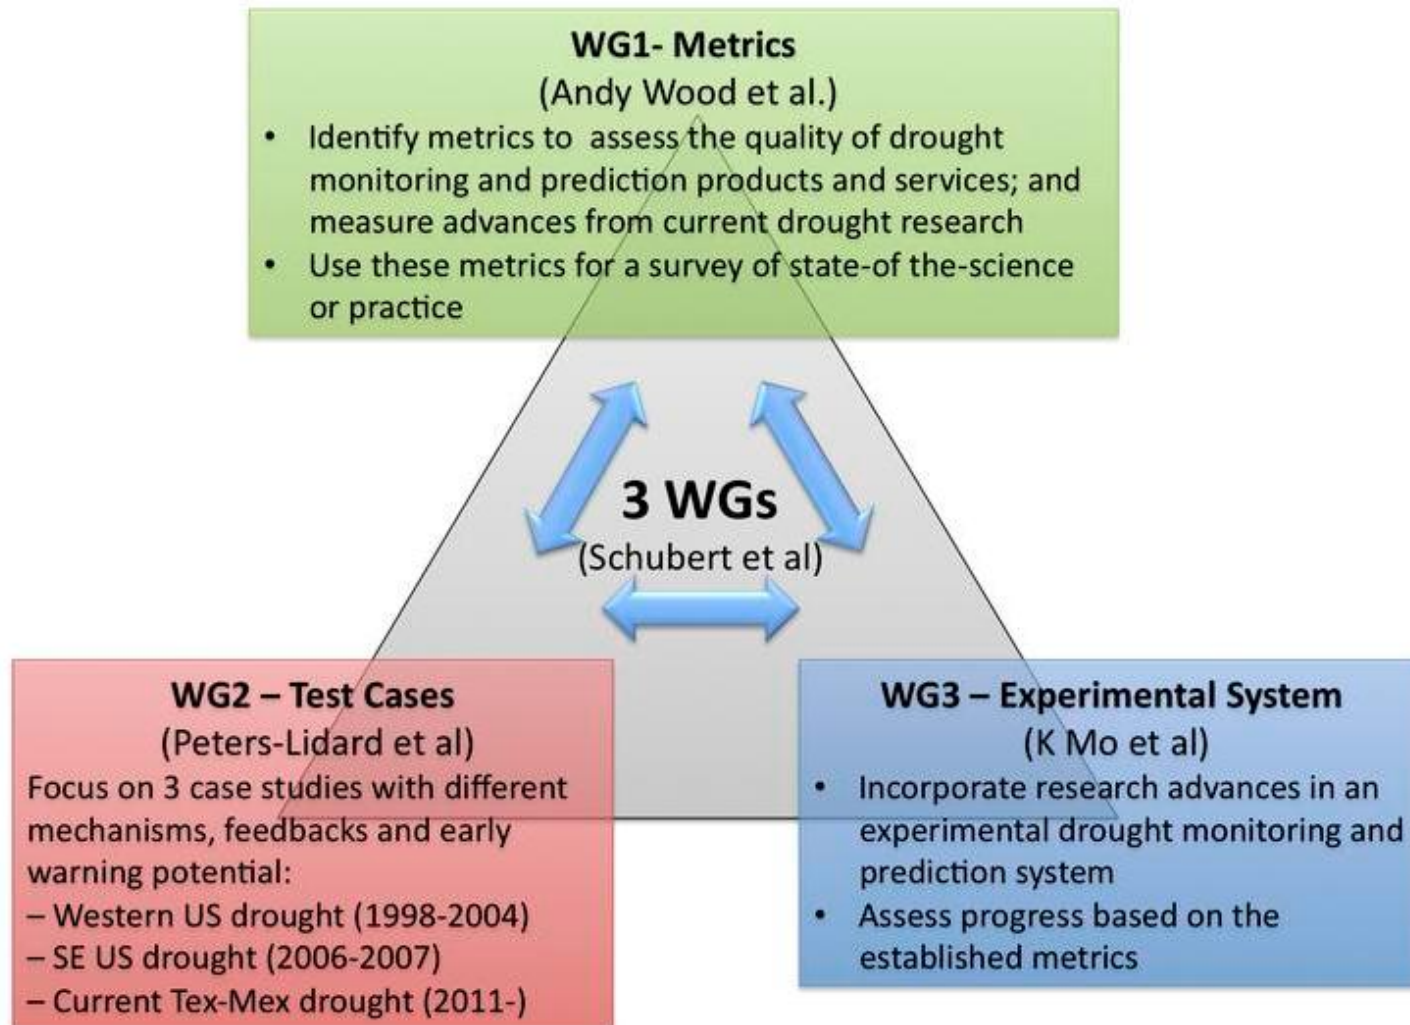 WG1- Metrics
(Andy Wood et al.)
• Identify metrics to  assess the quality of drought
monitoring and prediction products and services; and
measure advances from current drought research
• Use these metrics for a survey of state-of the-science
or practice
3 WGs
(Schubert et al)
WG2 – Test Cases
(Peters-Lidard et al)
Focus on 3 case studies with different
mechanisms, feedbacks and early
warning potential:
– Western US drought (1998-2004)
– SE US drought (2006-2007)
– Current Tex-Mex drought (2011-)
WG3 – Experimental System
(K Mo et al)
• Incorporate research advances in an
experimental drought monitoring and
prediction system
• Assess progress based on the
established metrics